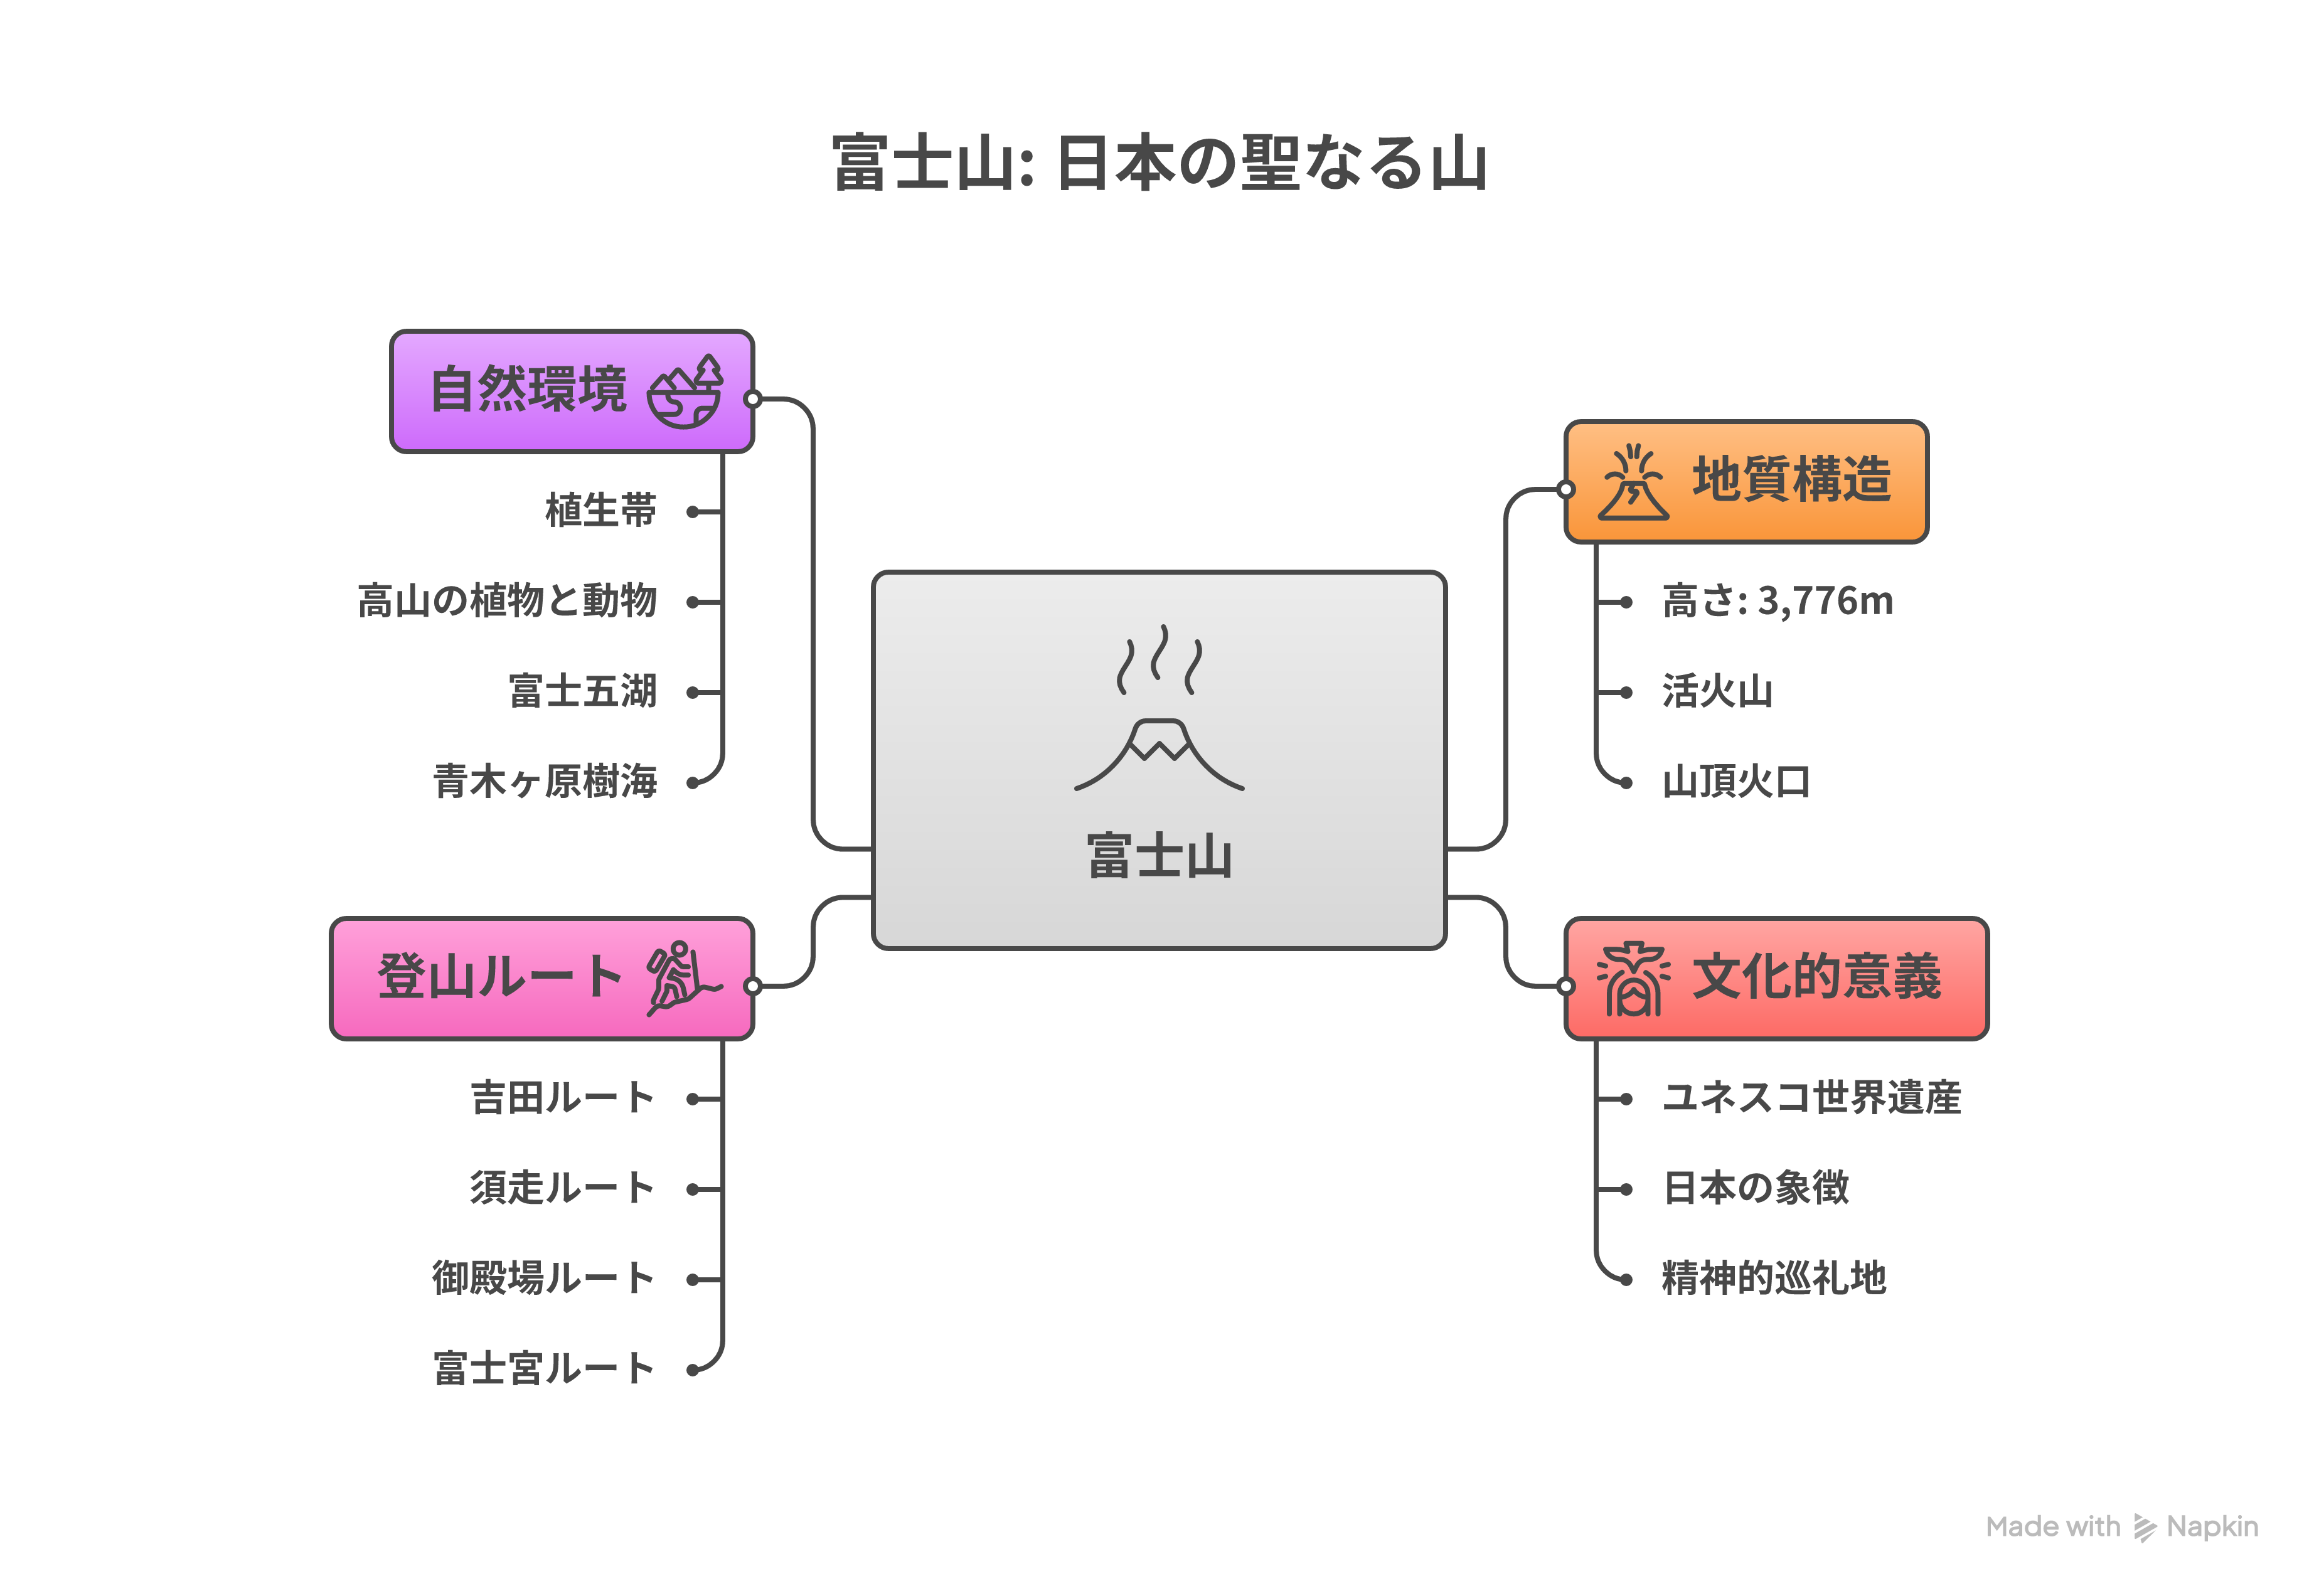 富士山: 日本の聖なる山
自然環境
植生帯
高山の植物と動物
富士五湖
青木ヶ原樹海
登山ルート
吉田ルート
須走ルート
御殿場ルート
富士宮ルート
富士山
地質構造
高さ: 3,776m
活火山
山頂火口
文化的意義
ユネスコ世界遺産
日本の象徴
精神的巡礼地
Made with Napkin